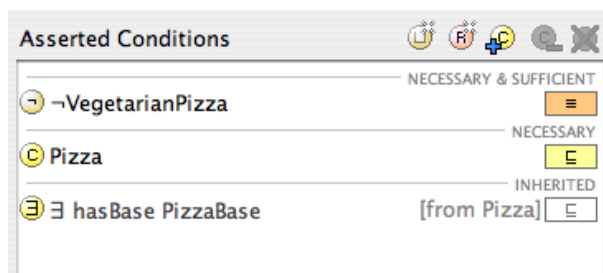 Asserted Conditions
NECESSARY & SUFFICIENT
¬ ¬VegetarianPizza ≡
NECESSARY
C Pizza ⊑
INHERITED
∃ ∃ hasBase PizzaBase [from Pizza] ⊑